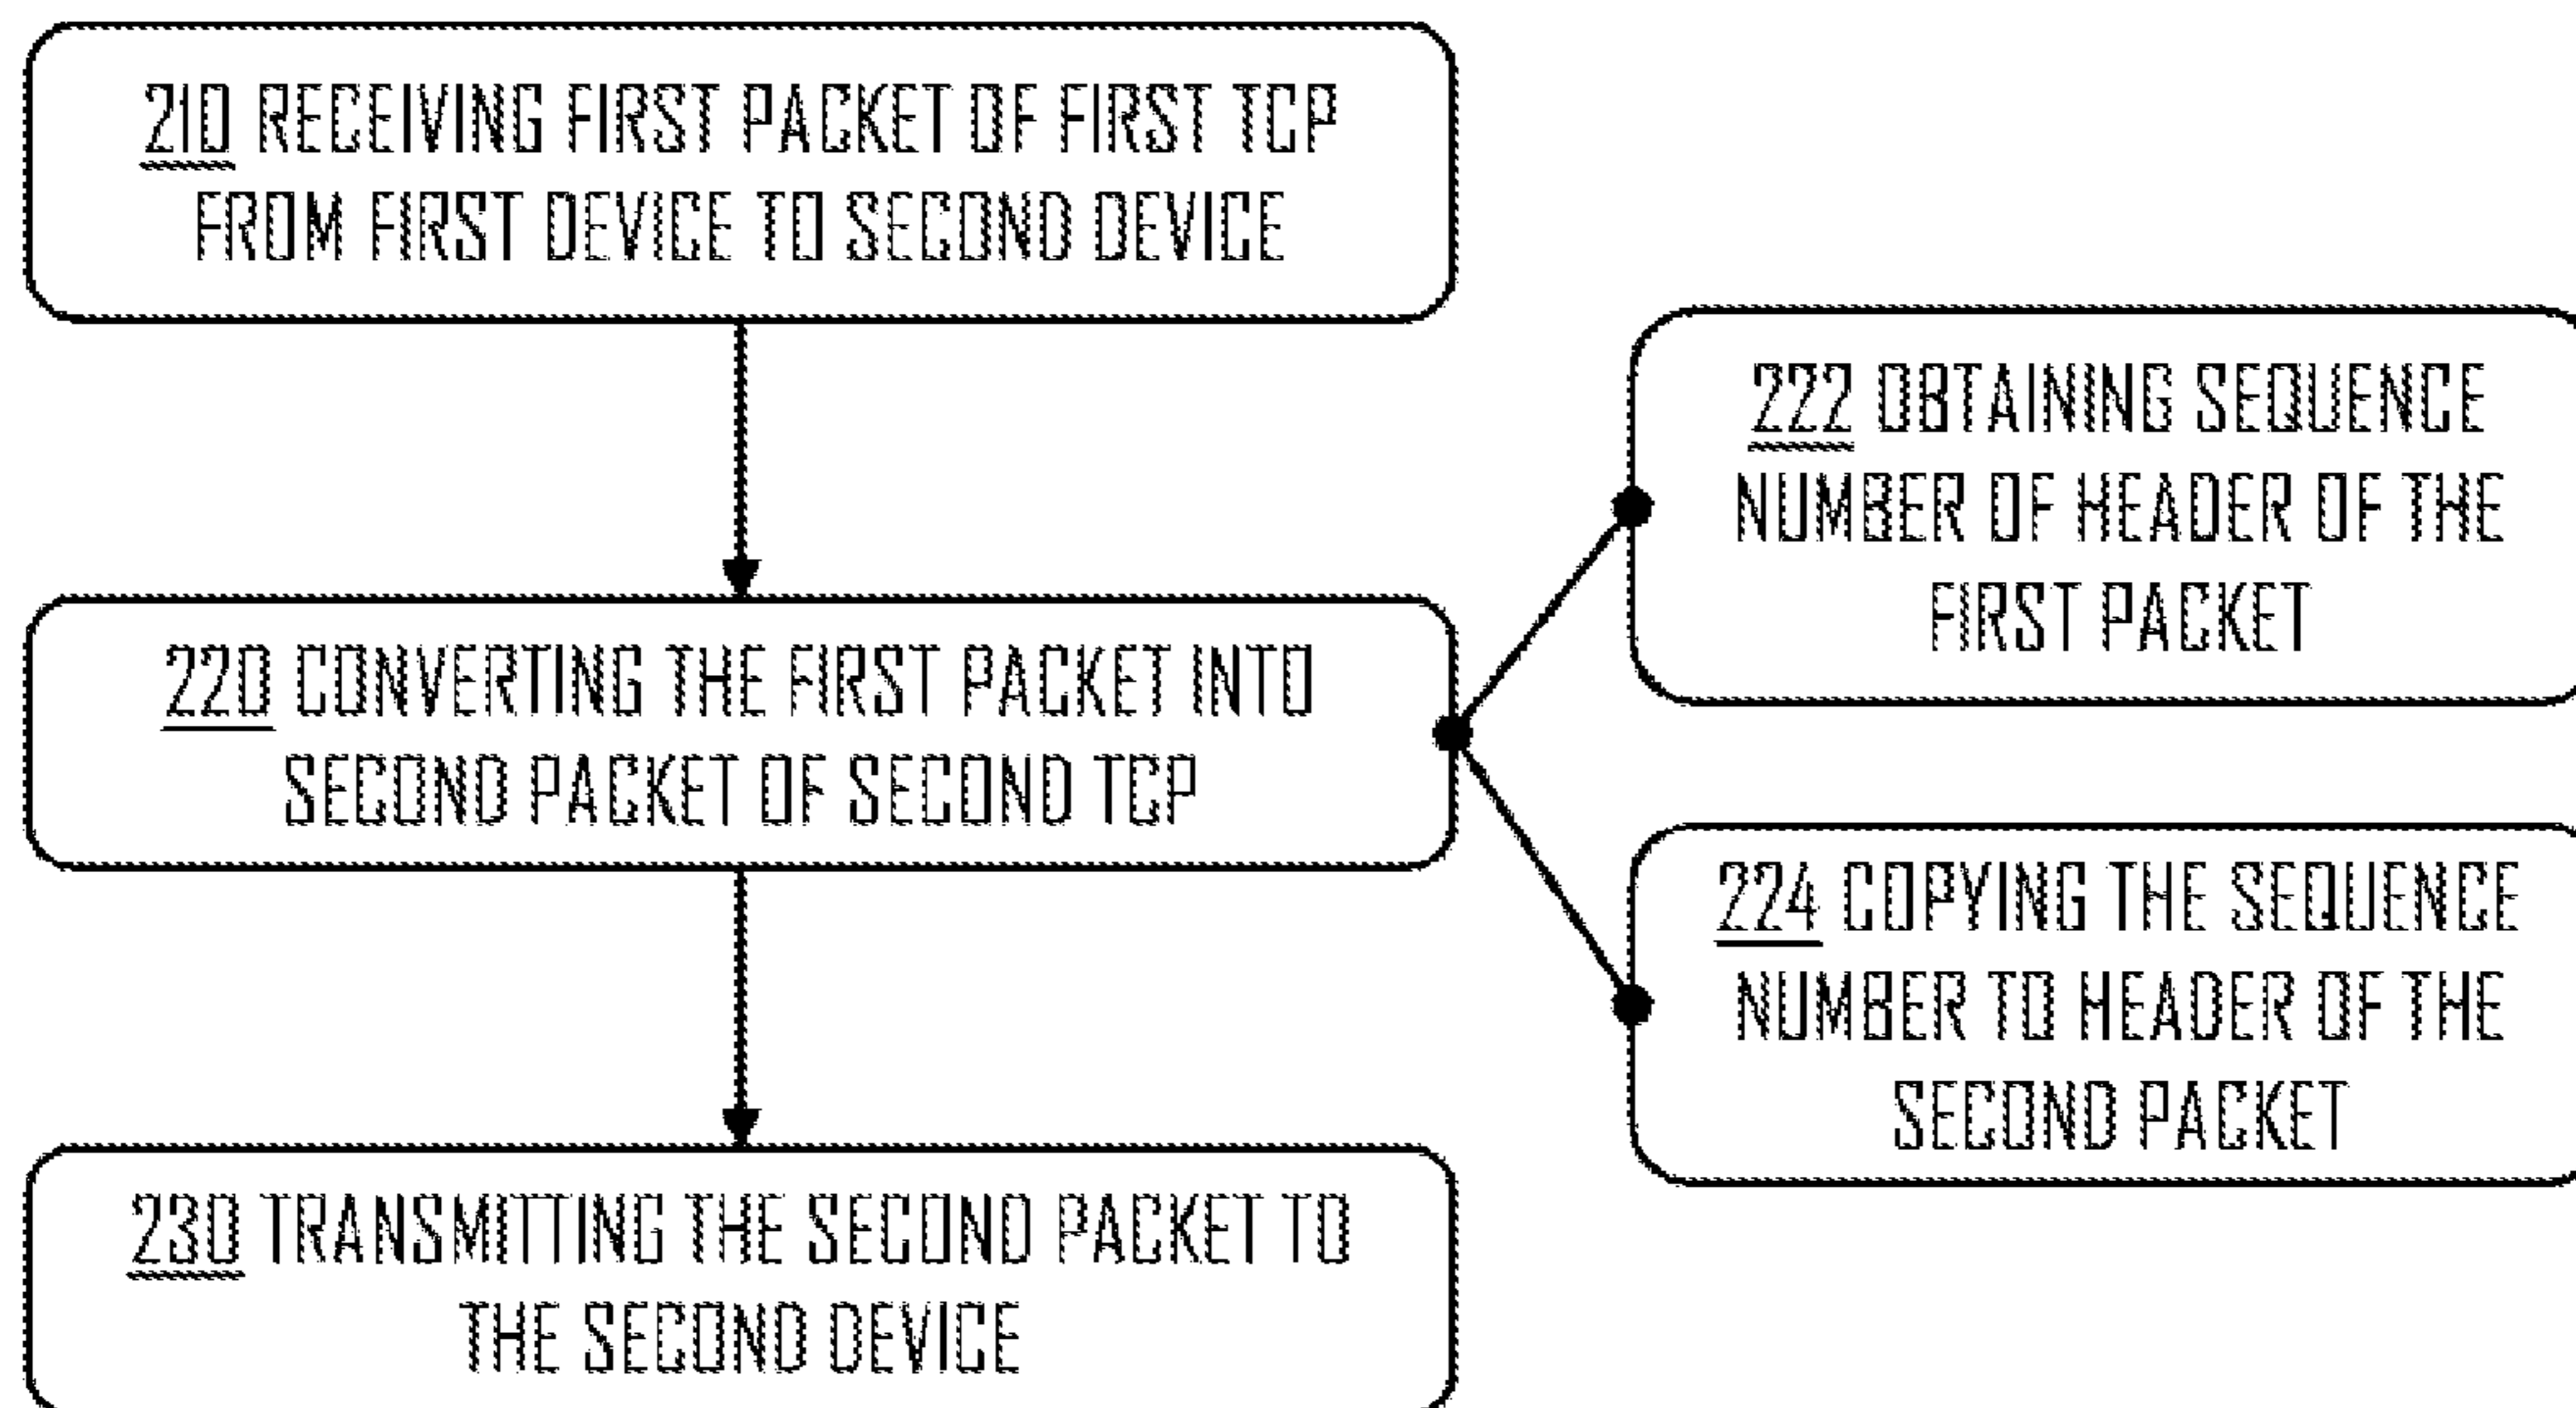 210 RECEIVING FIRST PACKET OF FIRST TCP
FROM FIRST DEVICE TO SECOND DEVICE
220 CONVERTING THE FIRST PACKET INTO
SECOND PACKET OF SECOND TCP
222 OBTAINING SEQUENCE
NUMBER OF HEADER OF THE
FIRST PACKET
224 COPYING THE SEQUENCE
NUMBER TO HEADER OF THE
SECOND PACKET
230 TRANSMITTING THE SECOND PACKET TO
THE SECOND DEVICE